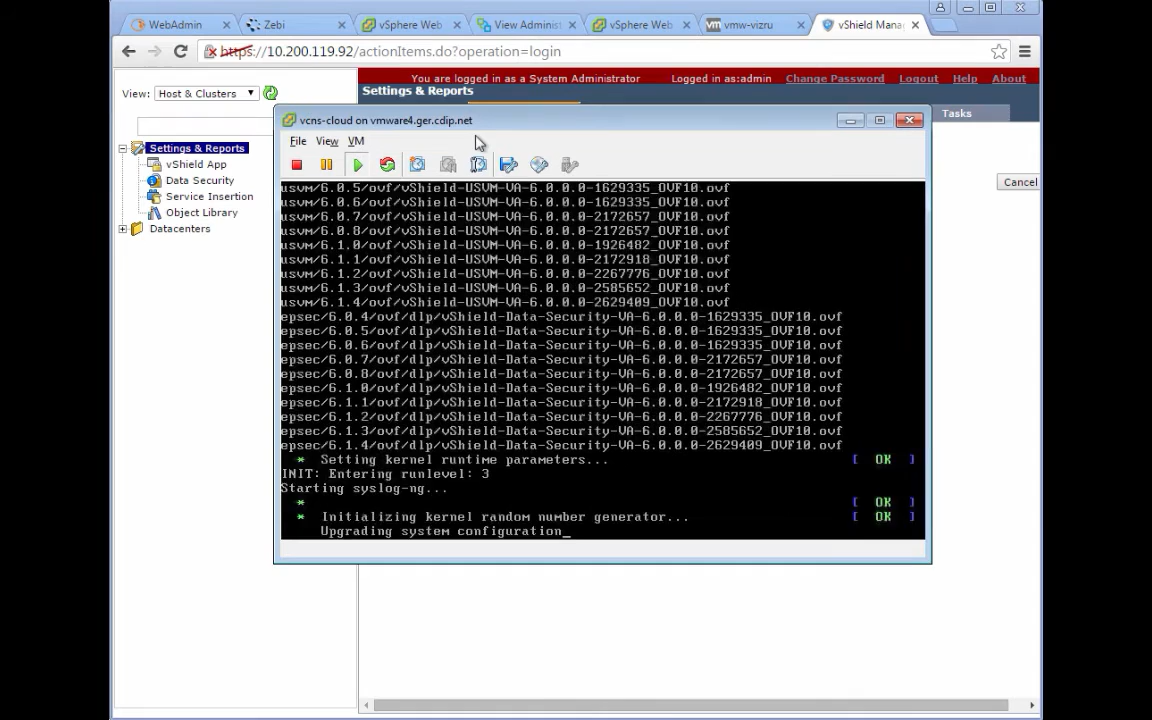 WebAdmin
Zebi
vSphere Web
View Adminis
vSphere Web
vmw-vizru
vShield Mana
https://10.200.119.92/actionItems.do?operation=login
You are logged in as a System Administrator
Logged in as:admin
Change Password
Logout
Help
About
View:
Host & Clusters
Settings & Reports
Tasks
Settings & Reports
vShield App
Data Security
Service Insertion
Object Library
Datacenters
Cancel
vcns-cloud on vmware4.ger.cdip.net
File
View
VM
usvm/6.0.5/ovf/vShield-USVM-VA-6.0.0.0-1629335_OVF10.ovf
usvm/6.0.6/ovf/vShield-USVM-VA-6.0.0.0-1629335_OVF10.ovf
usvm/6.0.7/ovf/vShield-USVM-VA-6.0.0.0-2172657_OVF10.ovf
usvm/6.0.8/ovf/vShield-USVM-VA-6.0.0.0-2172657_OVF10.ovf
usvm/6.1.0/ovf/vShield-USVM-VA-6.0.0.0-1926482_OVF10.ovf
usvm/6.1.1/ovf/vShield-USVM-VA-6.0.0.0-2172918_OVF10.ovf
usvm/6.1.2/ovf/vShield-USVM-VA-6.0.0.0-2267776_OVF10.ovf
usvm/6.1.3/ovf/vShield-USVM-VA-6.0.0.0-2585652_OVF10.ovf
usvm/6.1.4/ovf/vShield-USVM-VA-6.0.0.0-2629409_OVF10.ovf
epsec/6.0.4/ovf/dlp/vShield-Data-Security-VA-6.0.0.0-1629335_OVF10.ovf
epsec/6.0.5/ovf/dlp/vShield-Data-Security-VA-6.0.0.0-1629335_OVF10.ovf
epsec/6.0.6/ovf/dlp/vShield-Data-Security-VA-6.0.0.0-1629335_OVF10.ovf
epsec/6.0.7/ovf/dlp/vShield-Data-Security-VA-6.0.0.0-2172657_OVF10.ovf
epsec/6.0.8/ovf/dlp/vShield-Data-Security-VA-6.0.0.0-2172657_OVF10.ovf
epsec/6.1.0/ovf/dlp/vShield-Data-Security-VA-6.0.0.0-1926482_OVF10.ovf
epsec/6.1.1/ovf/dlp/vShield-Data-Security-VA-6.0.0.0-2172918_OVF10.ovf
epsec/6.1.2/ovf/dlp/vShield-Data-Security-VA-6.0.0.0-2267776_OVF10.ovf
epsec/6.1.3/ovf/dlp/vShield-Data-Security-VA-6.0.0.0-2585652_OVF10.ovf
epsec/6.1.4/ovf/dlp/vShield-Data-Security-VA-6.0.0.0-2629409_OVF10.ovf
* Setting kernel runtime parameters... [ OK ]
INIT: Entering runlevel: 3
Starting syslog-ng...
* [ OK ]
* Initializing kernel random number generator... [ OK ]
Upgrading system configuration_